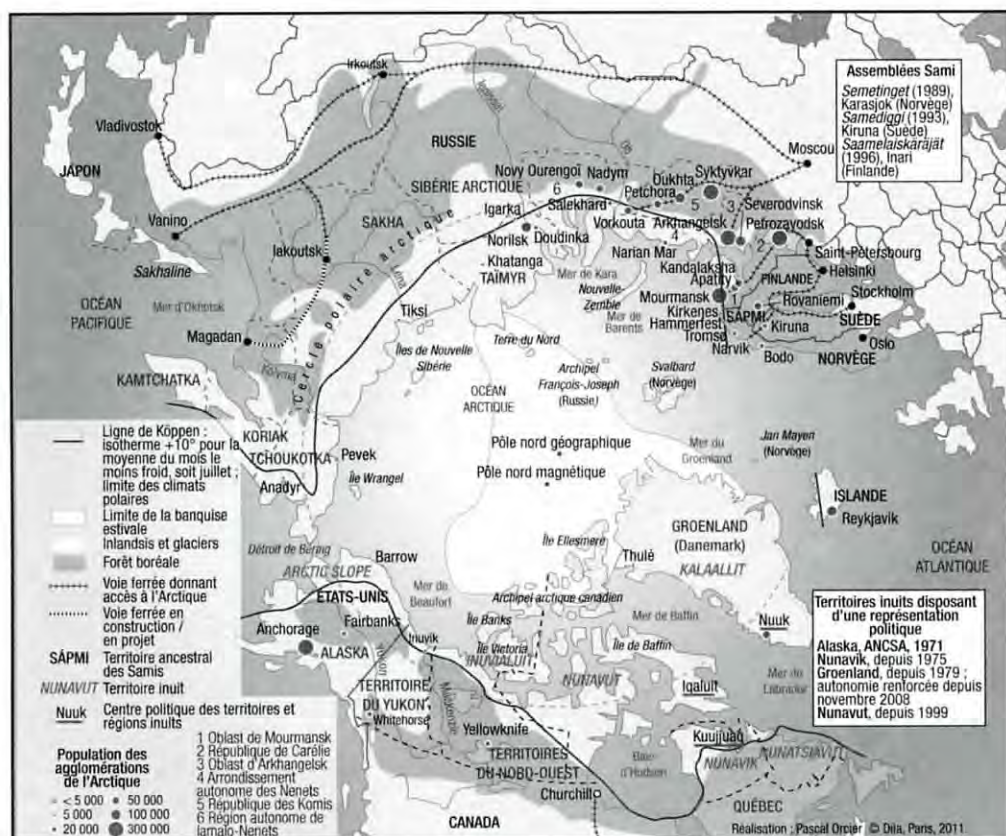 Irkoutsk
Vladivostok
JAPON
RUSSIE
Ob
Moscou
Assemblées Sami
Semetinget (1989),
Karasjok (Norvège)
Samediggi (1993),
Kiruna (Suède)
Saamelaiskäräjät
(1996), Inari
(Finlande)
Novy Ourengoï
Nadym
Oukhta
Syktyvkar
SIBÉRIE ARCTIQUE
6
Petchora
5
3
Severodvinsk
Vanino
SAKHA
Igarka
Salekhard
Vorkouta
Arkhangelsk
Petrozavodsk
Iakoutsk
Norilsk
Doudinka
4
2
Saint-Pétersbourg
Sakhaline
Cercle polaire arctique
Léna
Khatanga
TAÏMYR
Narian Mar
Kandalaksha
Helsinki
OCÉAN
PACIFIQUE
Mer d'Okhotsk
Mer de Kara
Nouvelle-
Zemble
Apatity
1
FINLANDE
Mourmansk
Rovaniemi
Stockholm
Tiksi
Mer de
Barents
Kirkenes
SÁPMI
Hammerfest
Kiruna
SUÈDE
Magadan
Tromsø
Narvik
Oslo
Îles de Nouvelle
Sibérie
Terre du Nord
Bodo
NORVÈGE
Kolyma
KAMTCHATKA
OCÉAN
ARCTIQUE
Archipel
François-Joseph
(Russie)
Svalbard
(Norvège)
KORIAK
TCHOUKOTKA
Pevek
Pôle nord géographique
Mer du
Groenland
Jan Mayen
(Norvège)
Anadyr
Île Wrangel
Pôle nord magnétique
ISLANDE
Reykjavik
Détroit de Béring
Barrow
Île Ellesmere
Thulé
GROENLAND
(Danemark)
KALAALLIT
OCÉAN
ATLANTIQUE
ARCTIC SLOPE
ÉTATS-UNIS
Mer de
Beaufort
Archipel arctique canadien
Mer de Baffin
Fairbanks
Île Banks
Nuuk
Anchorage
Inuvik
Île Victoria
Île de Baffin
ALASKA
INUVIALUIT
Yukon
NUNAVUT
Mer du
Labrador
TERRITOIRE
DU YUKON
Mackenzie
Iqaluit
Whitehorse
Yellowknife
Kuujjuaq
TERRITOIRES
DU NORD-OUEST
Baie
d'Hudson
NUNAVIK
NUNATSIAVUT
Churchill
QUÉBEC
CANADA
Territoires inuits disposant
d'une représentation
politique
Alaska, ANCSA, 1971
Nunavik, depuis 1975
Groenland, depuis 1979 ;
autonomie renforcée depuis
novembre 2008
Nunavut, depuis 1999
Ligne de Köppen :
isotherme +10° pour la
moyenne du mois le
moins froid, soit juillet ;
limite des climats
polaires
Limite de la banquise
estivale
Inlandsis et glaciers
Forêt boréale
Voie ferrée donnant
accès à l'Arctique
Voie ferrée en
construction /
en projet
SÁPMI Territoire ancestral
des Samis
NUNAVUT Territoire inuit
Nuuk Centre politique des territoires et
régions inuits
Population des
agglomérations
de l'Arctique
< 5 000
5 000
20 000
50 000
100 000
300 000
1 Oblast de Mourmansk
2 République de Carélie
3 Oblast d'Arkhangelsk
4 Arrondissement
autonome des Nenets
5 République des Komis
6 Région autonome de
Iamalo-Nenets
Réalisation : Pascal Orcier © Dila, Paris, 2011